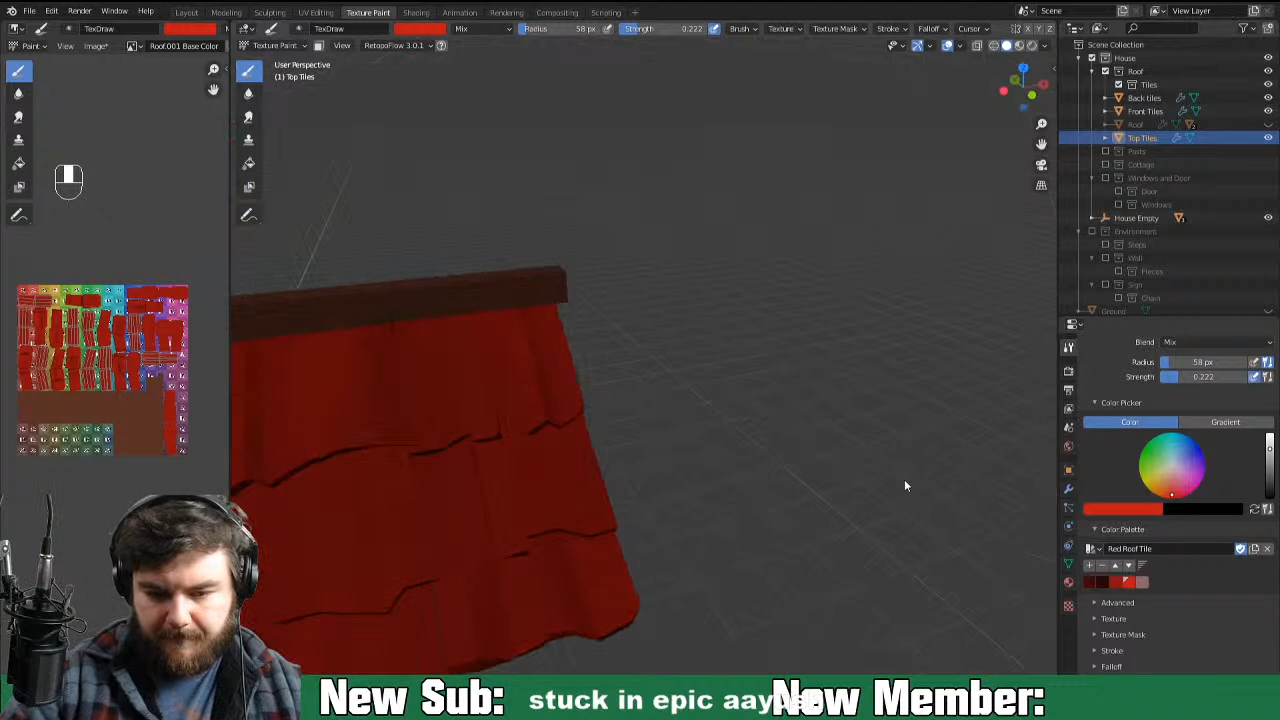 File Edit Render Window Help Layout Modeling Sculpting UV Editing Texture Paint Shading Animation Rendering Compositing Scripting Scene View Layer
TexDraw TexDraw Mix Radius 58 px Strength 0.222 Brush Texture Texture Mask Stroke Falloff Cursor X Y Z
Paint View Image* Roof.001 Base Color Texture Paint View RetopoFlow 3.0.1
User Perspective
(1) Top Tiles
Scene Collection
House
Roof
Tiles
Back tiles
Front Tiles
Roof
Top Tiles
Posts
Cottage
Windows and Door
Door
Windows
House Empty
Environment
Steps
Wall
Pieces
Sign
Chain
Ground
Blend Mix
Radius 58 px
Strength 0.222
Color Picker
Color Gradient
Color Palette
Red Roof Tile
Advanced
Texture
Texture Mask
Stroke
Falloff
New Sub: stuck in epic New Member: